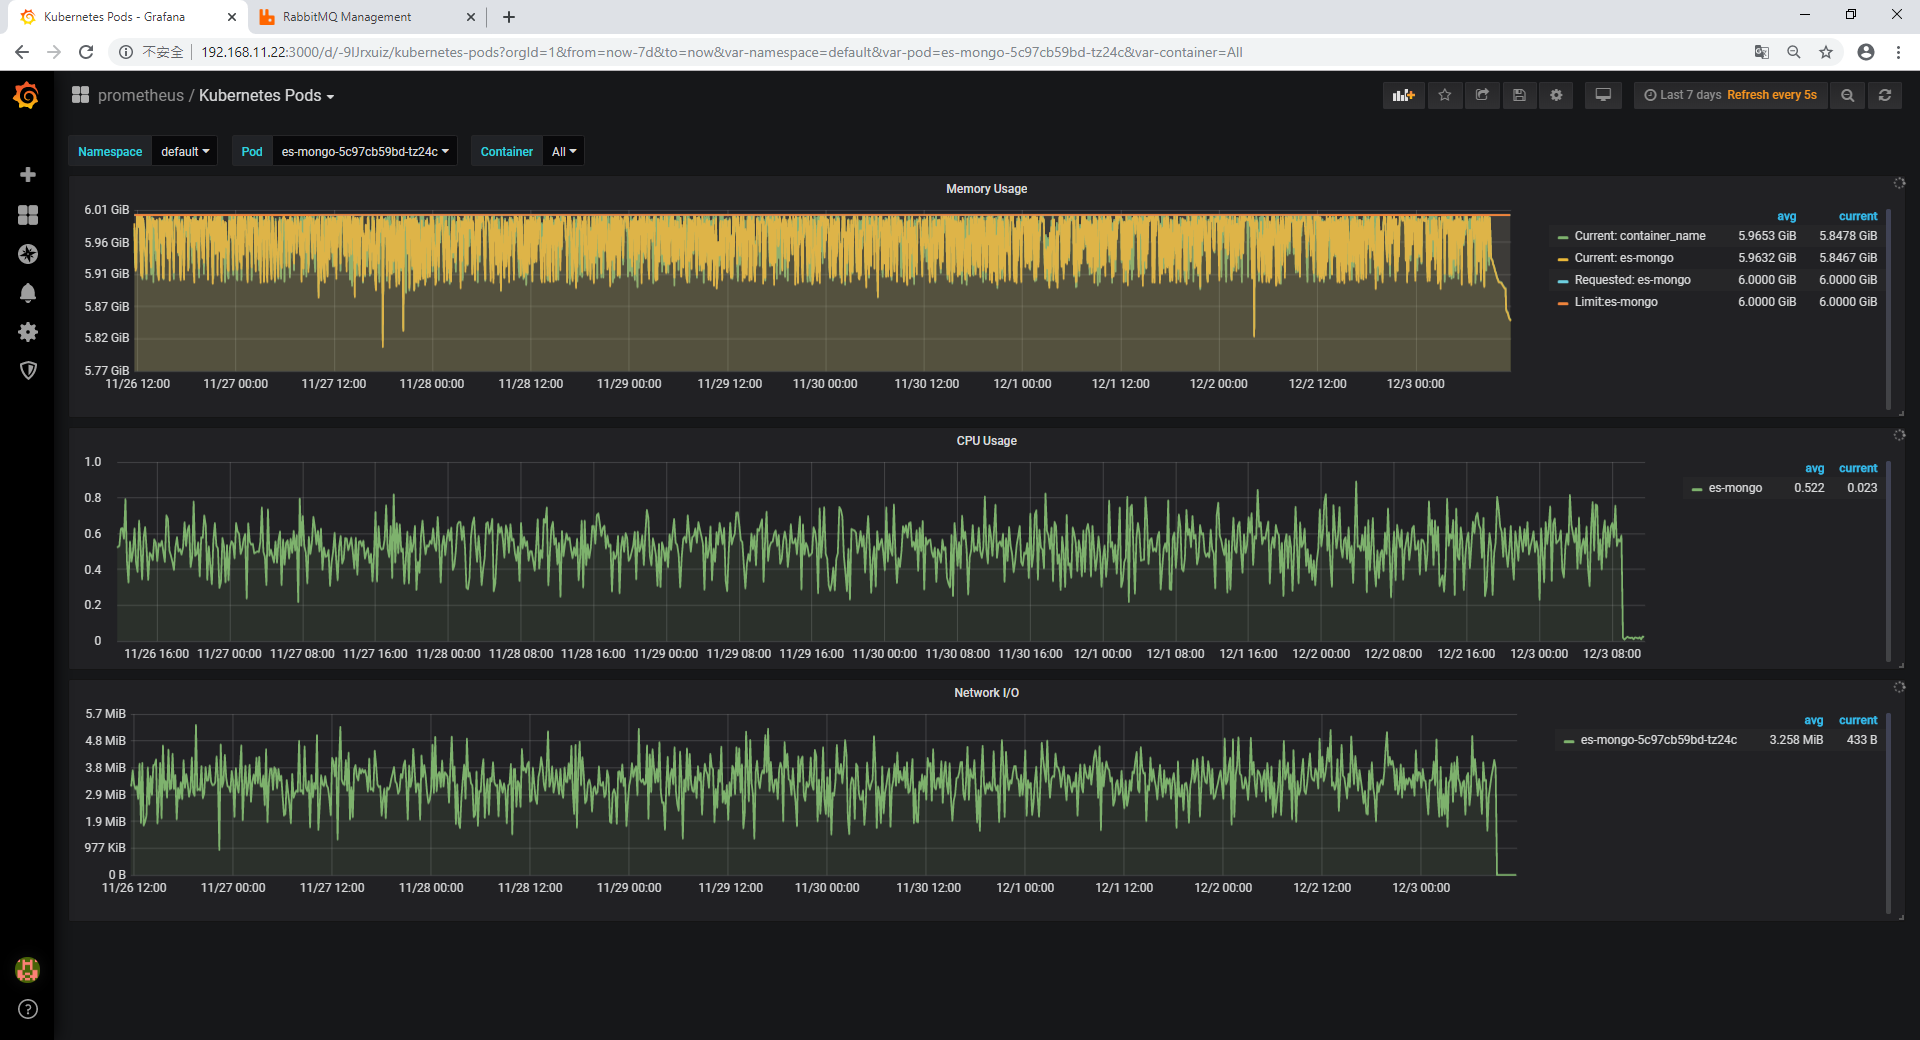 Kubernetes Pods - Grafana
RabbitMQ Management
不安全 192.168.11.22:3000/d/-9IJrxuiz/kubernetes-pods?orgId=1&from=now-7d&to=now&var-namespace=default&var-pod=es-mongo-5c97cb59bd-tz24c&var-container=All
prometheus / Kubernetes Pods
Last 7 days Refresh every 5s
Namespace default Pod es-mongo-5c97cb59bd-tz24c Container All
Memory Usage
6.01 GiB
5.96 GiB
5.91 GiB
5.87 GiB
5.82 GiB
5.77 GiB
11/26 12:00 11/27 00:00 11/27 12:00 11/28 00:00 11/28 12:00 11/29 00:00 11/29 12:00 11/30 00:00 11/30 12:00 12/1 00:00 12/1 12:00 12/2 00:00 12/2 12:00 12/3 00:00
avg current
Current: container_name 5.9653 GiB 5.8478 GiB
Current: es-mongo 5.9632 GiB 5.8467 GiB
Requested: es-mongo 6.0000 GiB 6.0000 GiB
Limit:es-mongo 6.0000 GiB 6.0000 GiB
CPU Usage
1.0
0.8
0.6
0.4
0.2
0
11/26 16:00 11/27 00:00 11/27 08:00 11/27 16:00 11/28 00:00 11/28 08:00 11/28 16:00 11/29 00:00 11/29 08:00 11/29 16:00 11/30 00:00 11/30 08:00 11/30 16:00 12/1 00:00 12/1 08:00 12/1 16:00 12/2 00:00 12/2 08:00 12/2 16:00 12/3 00:00 12/3 08:00
avg current
es-mongo 0.522 0.023
Network I/O
5.7 MiB
4.8 MiB
3.8 MiB
2.9 MiB
1.9 MiB
977 KiB
0 B
11/26 12:00 11/27 00:00 11/27 12:00 11/28 00:00 11/28 12:00 11/29 00:00 11/29 12:00 11/30 00:00 11/30 12:00 12/1 00:00 12/1 12:00 12/2 00:00 12/2 12:00 12/3 00:00
avg current
es-mongo-5c97cb59bd-tz24c 3.258 MiB 433 B